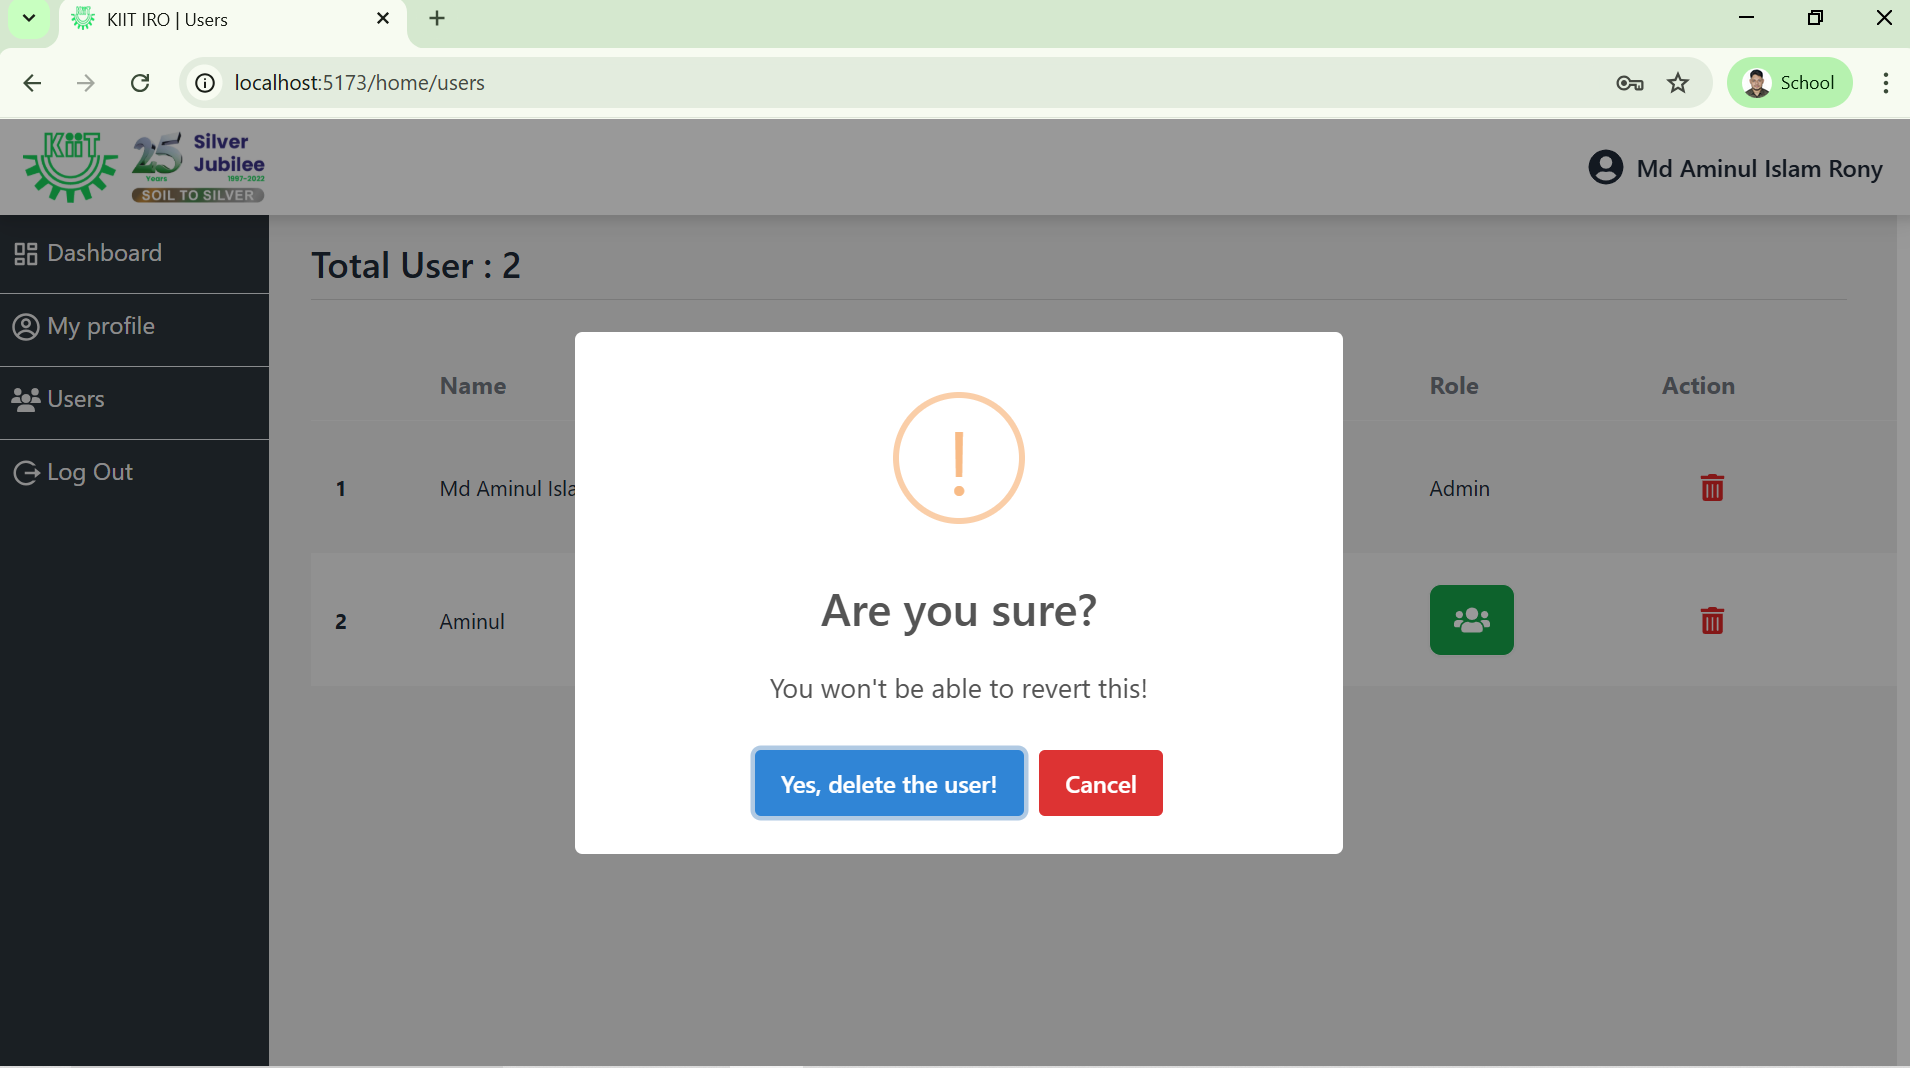 KIIT IRO | Users
localhost:5173/home/users
School
KiiT
25 Years
Silver
Jubilee
1997-2022
SOIL TO SILVER
Md Aminul Islam Rony
Dashboard
My profile
Users
Log Out
Total User : 2
Name Role Action
1 Md Aminul Isla Admin
2 Aminul
!
Are you sure?
You won't be able to revert this!
Yes, delete the user! Cancel